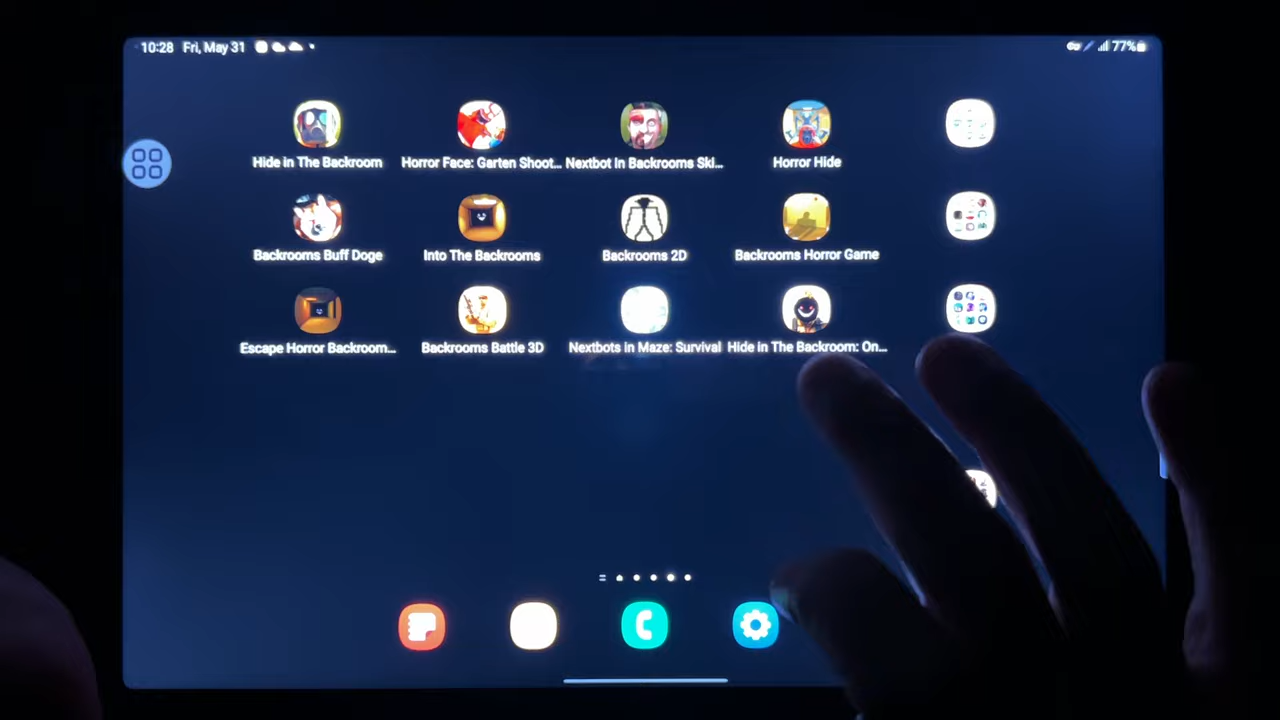 10:28 Fri, May 31
77%
Hide in The Backroom
Horror Face: Garten Shoot...
Nextbot In Backrooms Ski...
Horror Hide
Backrooms Buff Doge
Into The Backrooms
Backrooms 2D
Backrooms Horror Game
Escape Horror Backroom...
Backrooms Battle 3D
Nextbots in Maze: Survival
Hide in The Backroom: On...